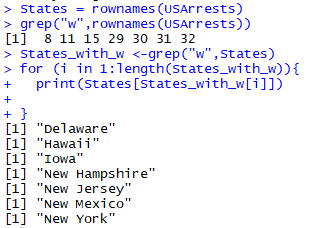 > States = rownames(USArrests)
> grep("w",rownames(USArrests))
[1]  8 11 15 29 30 31 32
> States_with_w <-grep("w",States)
> for (i in 1:length(States_with_w)){
+   print(States[States_with_w[i]])
+
+ }
[1] "Delaware"
[1] "Hawaii"
[1] "Iowa"
[1] "New Hampshire"
[1] "New Jersey"
[1] "New Mexico"
[1] "New York"